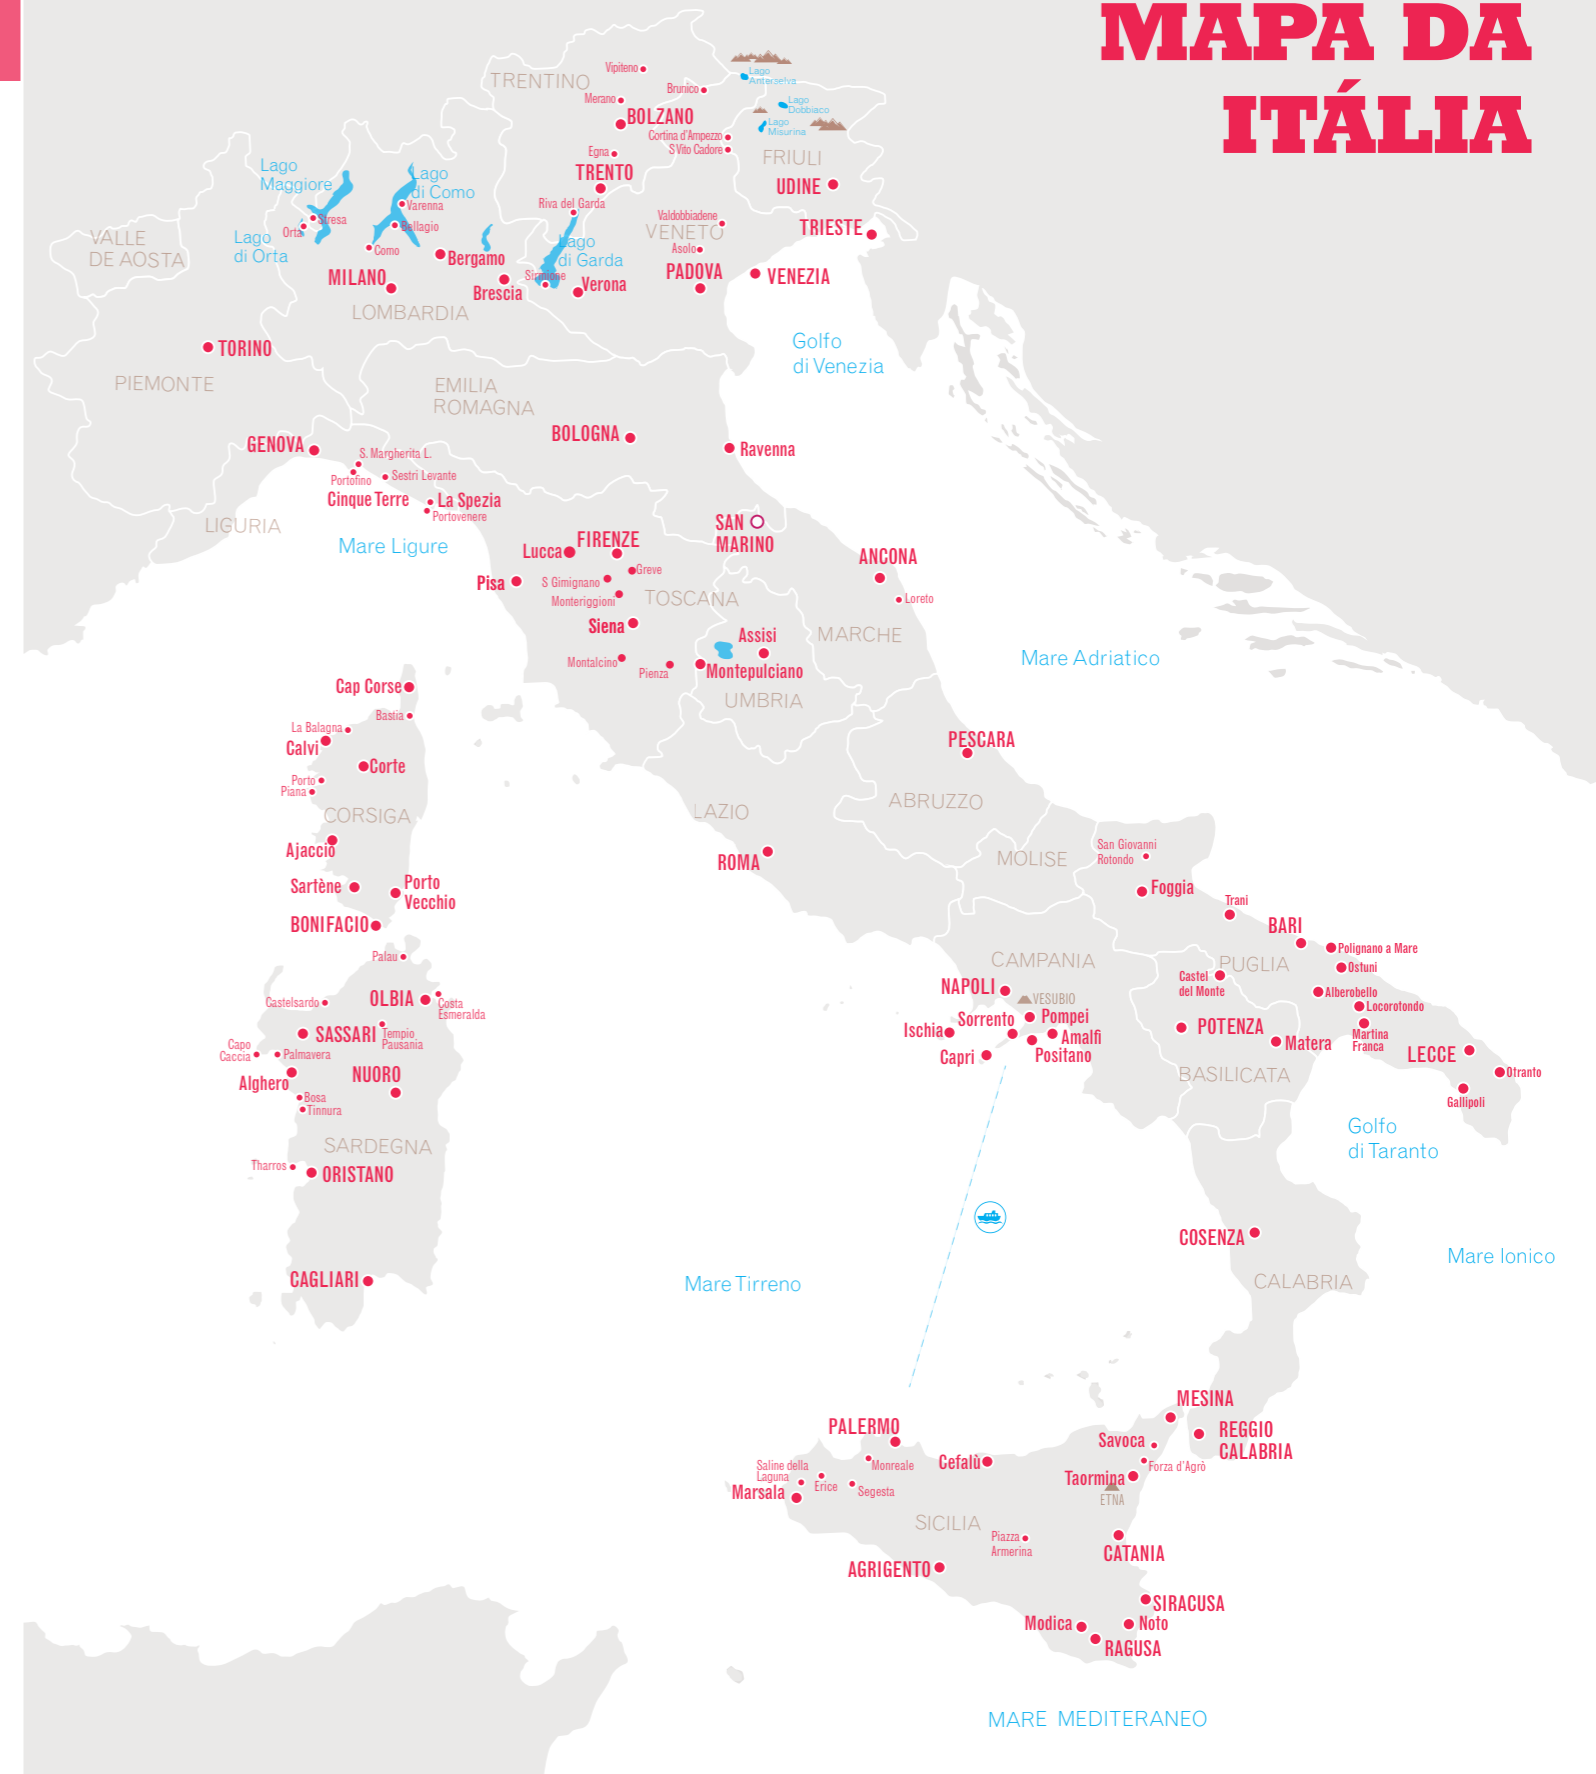 MAPA DA
ITÁLIA
TRENTINO
Vipiteno
Brunico
Merano
BOLZANO
Lago
Anterselva
Lago
Dobbiaco
Lago
Misurina
Cortina d'Ampezzo
S Vito Cadore
Egna
TRENTO
FRIULI
UDINE
Lago
Maggiore
Lago
di Como
Varenna
Stresa
Orta
Bellagio
Lago
di Orta
Como
Riva del Garda
Valdobbiadene
VENETO
Asolo
TRIESTE
VALLE
DE AOSTA
Bergamo
Lago
di Garda
Sirmione
MILANO
Brescia
Verona
PADOVA
VENEZIA
LOMBARDIA
TORINO
Golfo
di Venezia
PIEMONTE
EMILIA
ROMAGNA
GENOVA
S. Margherita L.
Portofino
Sestri Levante
BOLOGNA
Ravenna
Cinque Terre
La Spezia
Portovenere
LIGURIA
Mare Ligure
SAN
MARINO
Lucca
FIRENZE
Greve
Pisa
S Gimignano
Monteriggioni
TOSCANA
ANCONA
Loreto
Siena
Assisi
MARCHE
Montalcino
Pienza
Montepulciano
UMBRIA
Mare Adriatico
Cap Corse
Bastia
La Balagna
Calvi
Corte
Porto
Piana
CORSIGA
Ajaccio
Sartène
Porto
Vecchio
BONIFACIO
PESCARA
ABRUZZO
LAZIO
ROMA
MOLISE
San Giovanni
Rotondo
Foggia
Trani
BARI
Polignano a Mare
Ostuni
PUGLIA
Castel
del Monte
Alberobello
Locorotondo
Martina
Franca
CAMPANIA
NAPOLI
VESUBIO
Pompei
Sorrento
Ischia
Amalfi
Capri
Positano
POTENZA
Matera
BASILICATA
LECCE
Otranto
Gallipoli
Golfo
di Taranto
Palau
Castelsardo
OLBIA
Costa
Esmeralda
SASSARI
Tempio
Pausania
Capo
Caccia
Palmavera
Alghero
NUORO
Bosa
Tinnura
SARDEGNA
Tharros
ORISTANO
CAGLIARI
COSENZA
CALABRIA
Mare Ionico
Mare Tirreno
MESINA
REGGIO
CALABRIA
PALERMO
Savoca
Forza d'Agrò
Cefalù
Monreale
Saline della
Laguna
Erice
Segesta
Marsala
Taormina
ETNA
SICILIA
Piazza
Armerina
CATANIA
AGRIGENTO
SIRACUSA
Modica
Noto
RAGUSA
MARE MEDITERANEO